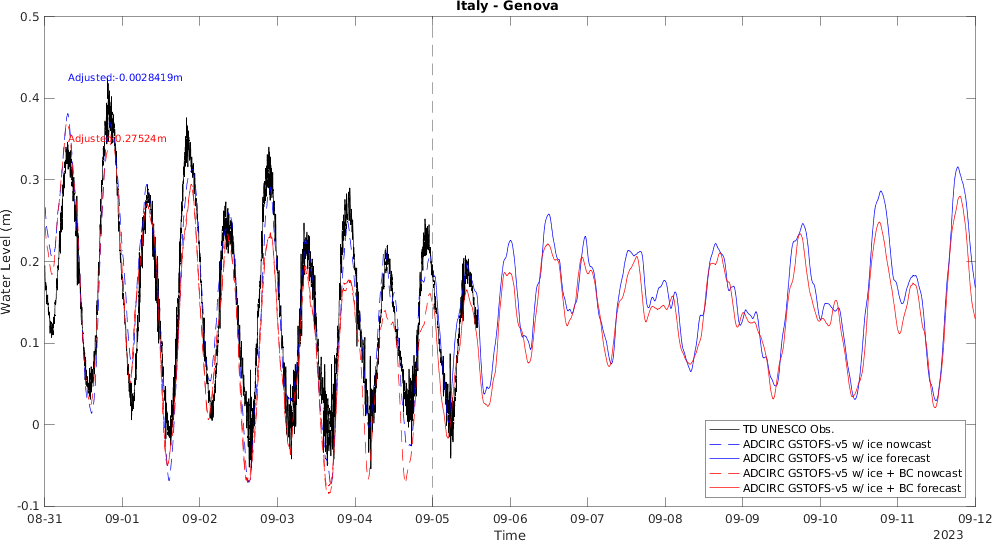 Italy - Genova
0.5
0.4
0.3
0.2
0.1
0
-0.1
Water Level (m)
Adjusted:-0.0028419m
0.27524m
08-31 09-01 09-02 09-03 09-04 09-05 09-06 09-07 09-08 09-09 09-10 09-11 09-12
Time
2023
TD UNESCO Obs.
ADCIRC GSTOFS-v5 w/ ice nowcast
ADCIRC GSTOFS-v5 w/ ice forecast
ADCIRC GSTOFS-v5 w/ ice + BC nowcast
ADCIRC GSTOFS-v5 w/ ice + BC forecast